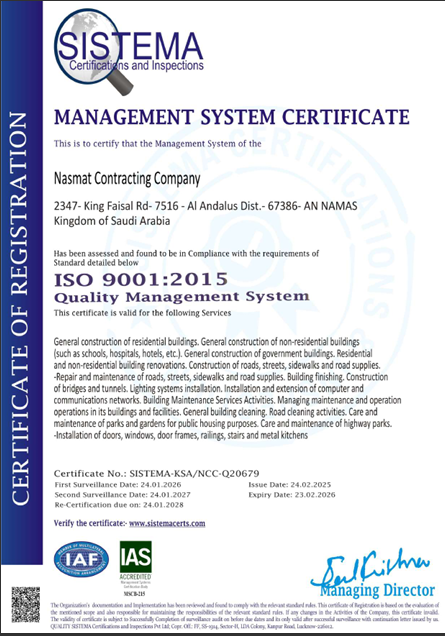 SISTEMA
Certifications and Inspections
CERTIFICATE OF REGISTRATION
MANAGEMENT SYSTEM CERTIFICATE
This is to certify that the Management System of the
Nasmat Contracting Company
2347- King Faisal Rd- 7516 - Al Andalus Dist.- 67386- AN NAMAS
Kingdom of Saudi Arabia
Has been assessed and found to be in Compliance with the requirements of
Standard detailed below
ISO 9001:2015
Quality Management System
This certificate is valid for the following Services
General construction of residential buildings. General construction of non-residential buildings
(such as schools, hospitals, hotels, etc.). General construction of government buildings. Residential
and non-residential building renovations. Construction of roads, streets, sidewalks and road supplies.
-Repair and maintenance of roads, streets, sidewalks and road supplies. Building finishing. Construction
of bridges and tunnels. Lighting systems installation. Installation and extension of computer and
communications networks. Building Maintenance Services Activities. Managing maintenance and operation
operations in its buildings and facilities. General building cleaning. Road cleaning activities. Care and
maintenance of parks and gardens for public housing purposes. Care and maintenance of highway parks.
-Installation of doors, windows, door frames, railings, stairs and metal kitchens
Certificate No.: SISTEMA-KSA/NCC-Q20679
First Surveillance Date: 24.01.2026 Issue Date: 24.02.2025
Second Surveillance Date: 24.01.2027 Expiry Date: 23.02.2026
Re-Certification due on: 24.01.2028
Verify the certificate:- www.sistemacerts.com
IAF
IAS
ACCREDITED
MSCB-215
Managing Director
The Organization's documentation and Implementation has been reviewed and found to comply with the relevant standard rules. This certificate of Registration is based on the evaluation of
the mentioned scope and also responsible for maintaining the responsibilities of the relevant standard rules. If any changes in the Activities of the Company, this certificate invalid.
The validity of certificate is subject to Successfully Completion of surveillance audit on before due dates and its only valid after successful surveillance with continuation letter issued by us
QUALITY SISTEMA Certifications and Inspections Pvt Ltd,